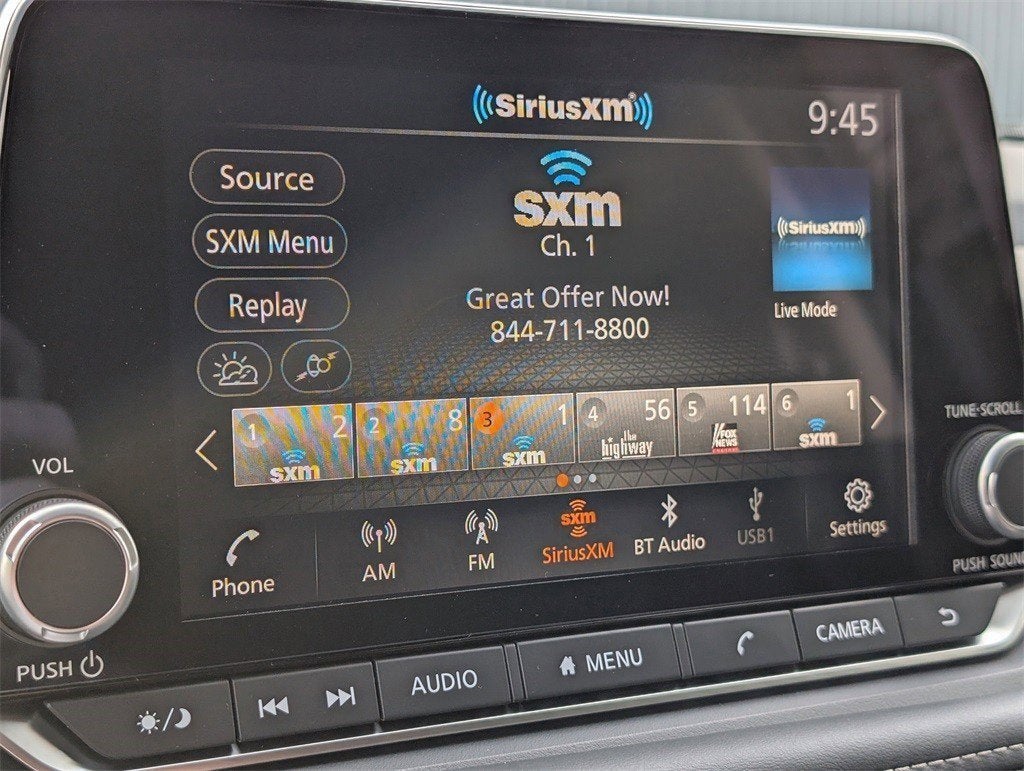 SiriusXM®
9:45
Source
SXM Menu
Replay
sxm
Ch. 1
Great Offer Now!
844-711-8800
((SiriusXM))
Live Mode
1 2 sxm
2 8 sxm
3 1 sxm
4 56 the highway
5 114 FOX NEWS
6 1 sxm
Phone
AM
FM
sxm
SiriusXM
BT Audio
USB1
Settings
VOL
PUSH
TUNE·SCROLL
PUSH SOUN
AUDIO
MENU
CAMERA